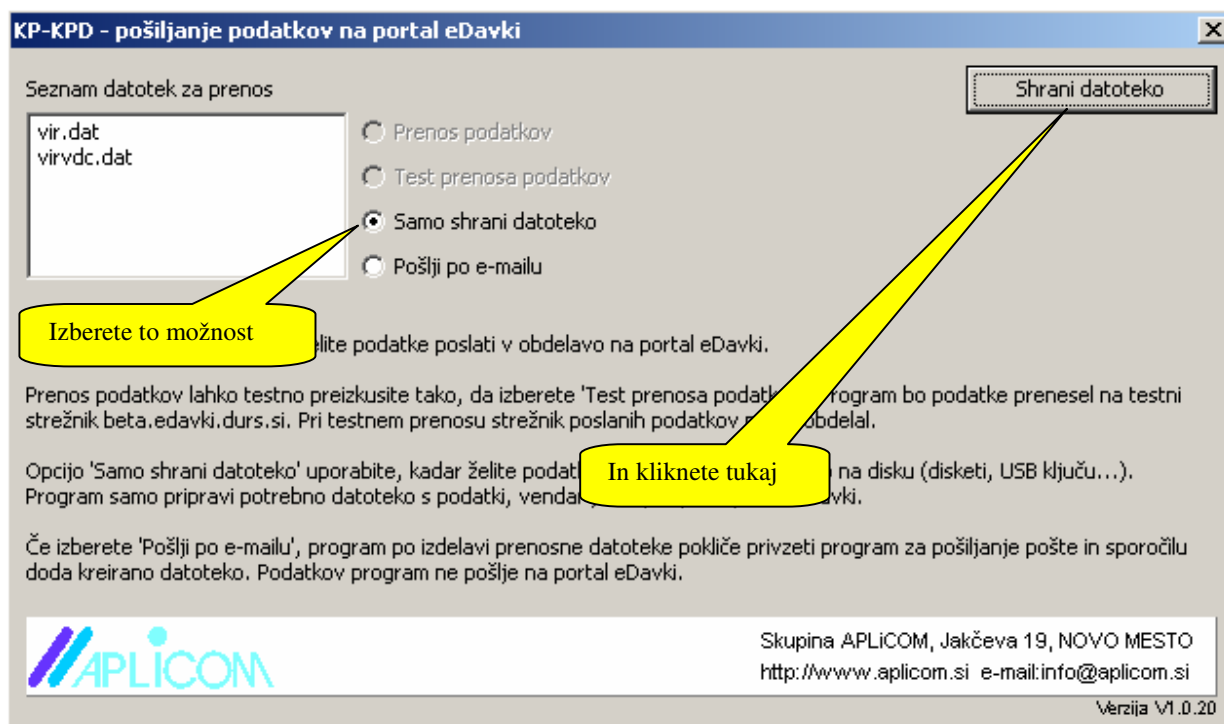 KP-KPD - pošiljanje podatkov na portal eDavki
Seznam datotek za prenos
Shrani datoteko
vir.dat
virvdc.dat
Prenos podatkov
Test prenosa podatkov
Samo shrani datoteko
Pošlji po e-mailu
Izberete to možnost
podatke poslati v obdelavo na portal eDavki.
Prenos podatkov lahko testno preizkusite tako, da izberete 'Test prenosa program bo podatke prenesel na testni
strežnik beta.edavki.durs.si. Pri testnem prenosu strežnik poslanih podatkov obdelal.
In kliknete tukaj
Opcijo 'Samo shrani datoteko' uporabite, kadar želite na disku (disketi, USB ključu...).
Program samo pripravi potrebno datoteko s podatki,
Če izberete 'Pošlji po e-mailu', program po izdelavi prenosne datoteke pokliče privzeti program za pošiljanje pošte in sporočilu
doda kreirano datoteko. Podatkov program ne pošlje na portal eDavki.
APLiCOM
Skupina APLiCOM, Jakčeva 19, NOVO MESTO
http://www.aplicom.si e-mail:info@aplicom.si
Verzija V1.0.20